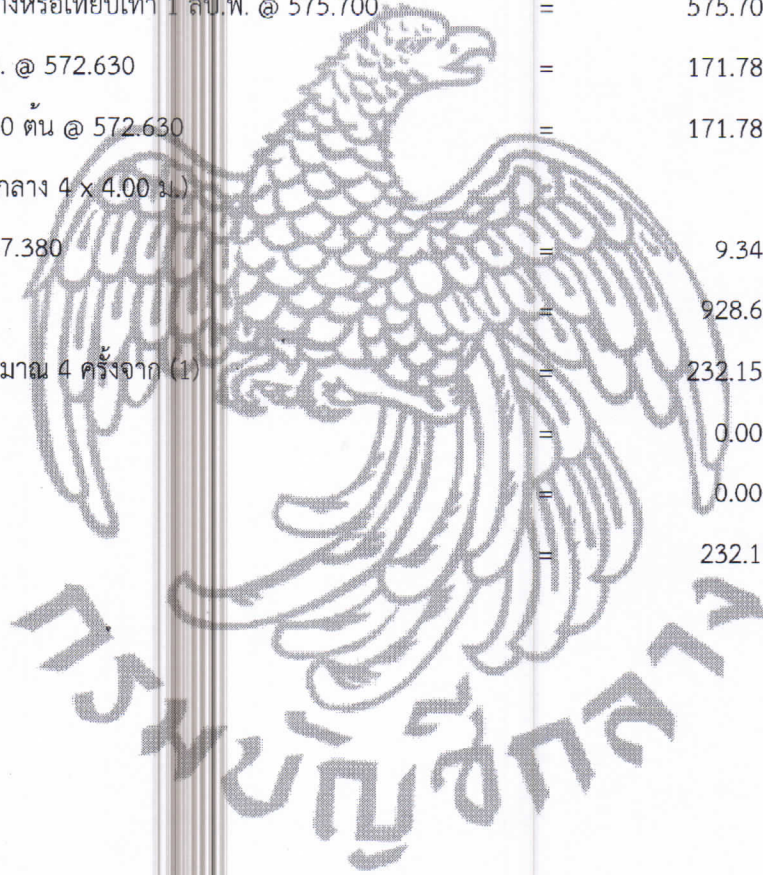 างหรือเทียบเท่า 1 ลบ.ฟ. @ 575.700 = 575.70
. @ 572.630 = 171.78
0 ต้น @ 572.630 = 171.78
กลาง 4 x 4.00 ม.)
7.380 = 9.34
= 928.6
มาณ 4 ครั้งจาก (1) = 232.15
= 0.00
= 0.00
= 232.1
กรมบัญชีกลาง